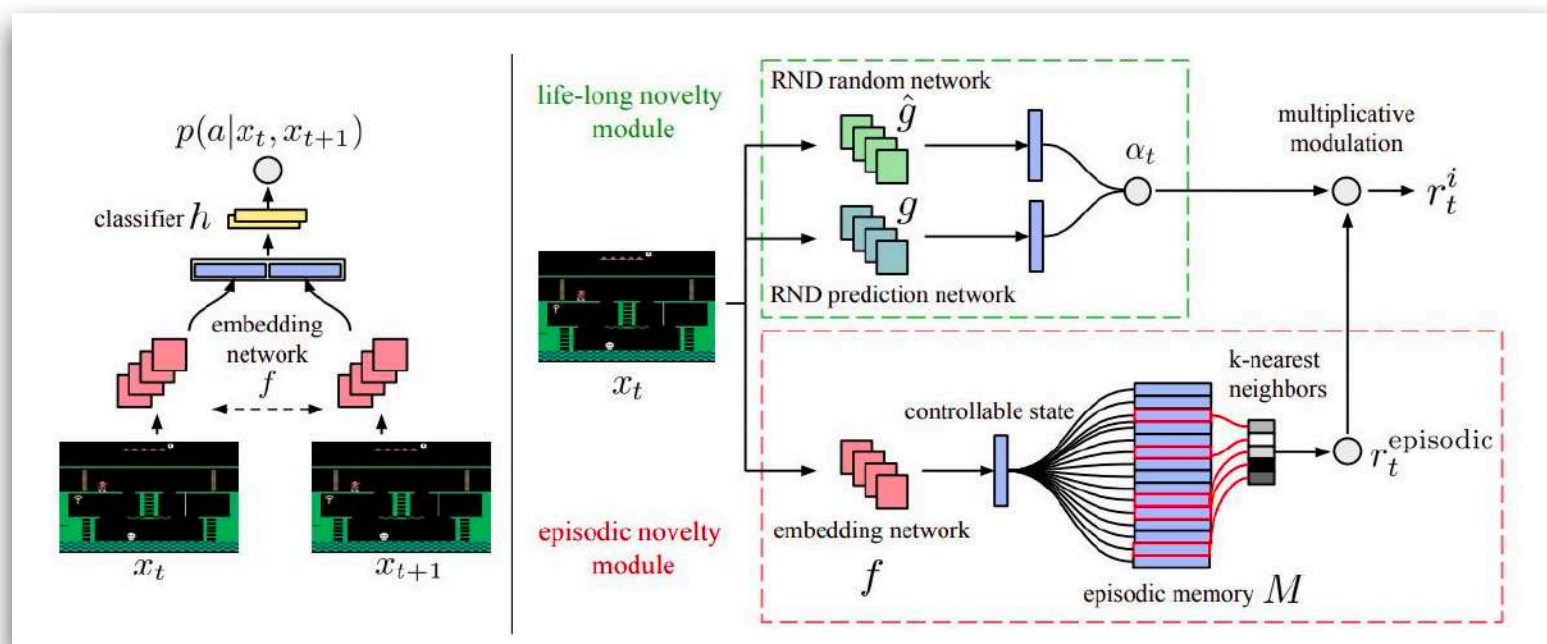 p(a|x_t, x_{t+1})
classifier h
embedding
network
f
x_t
x_{t+1}
life-long novelty
module
RND random network
ĝ
g
RND prediction network
α_t
multiplicative
modulation
r_t^i
x_t
episodic novelty
module
embedding network
f
controllable state
k-nearest
neighbors
episodic memory M
r_t^{episodic}